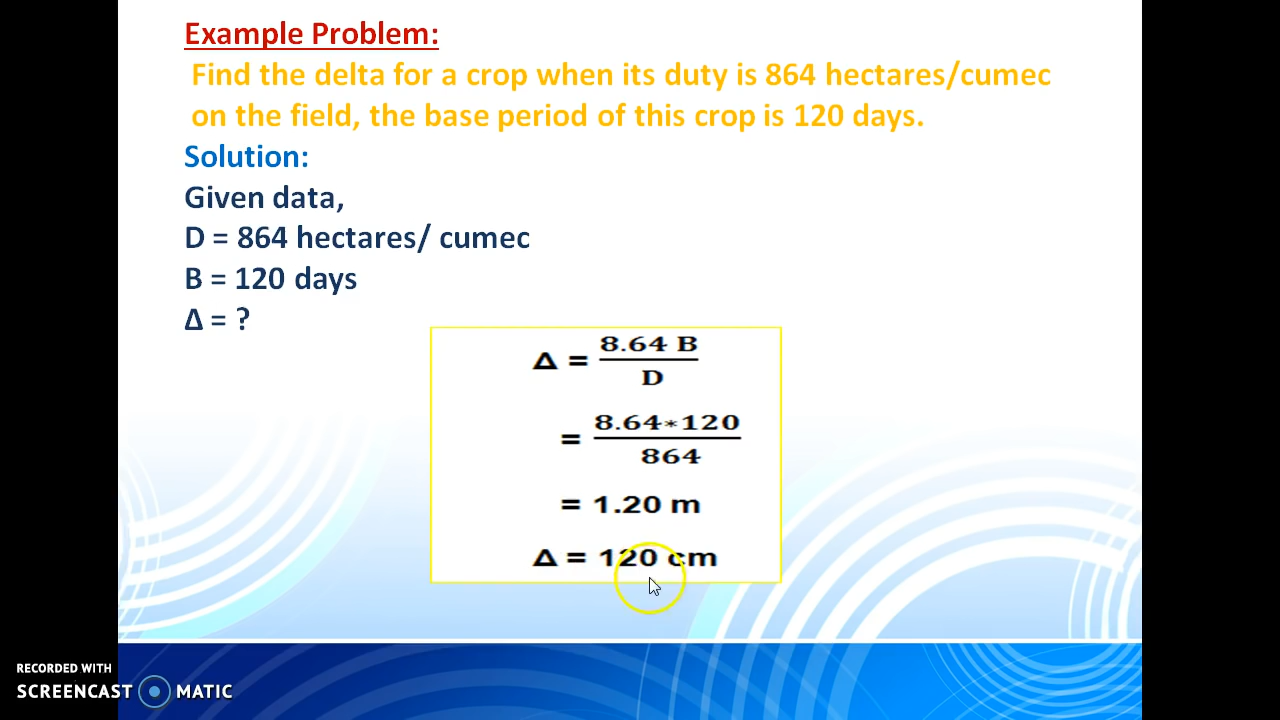 Example Problem:
Find the delta for a crop when its duty is 864 hectares/cumec
on the field, the base period of this crop is 120 days.
Solution:
Given data,
D = 864 hectares/ cumec
B = 120 days
Δ = ?
Δ = 8.64 B
D
= 8.64*120
864
= 1.20 m
Δ = 120 cm
RECORDED WITH
SCREENCAST MATIC